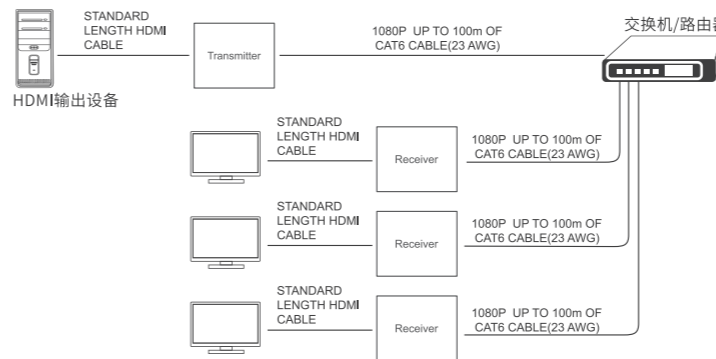 STANDARD
LENGTH HDMI
CABLE
Transmitter
1080P UP TO 100m OF
CAT6 CABLE(23 AWG)
交换机/路由器
HDMI输出设备
STANDARD
LENGTH HDMI
CABLE
Receiver
1080P UP TO 100m OF
CAT6 CABLE(23 AWG)
STANDARD
LENGTH HDMI
CABLE
Receiver
1080P UP TO 100m OF
CAT6 CABLE(23 AWG)
STANDARD
LENGTH HDMI
CABLE
Receiver
1080P UP TO 100m OF
CAT6 CABLE(23 AWG)